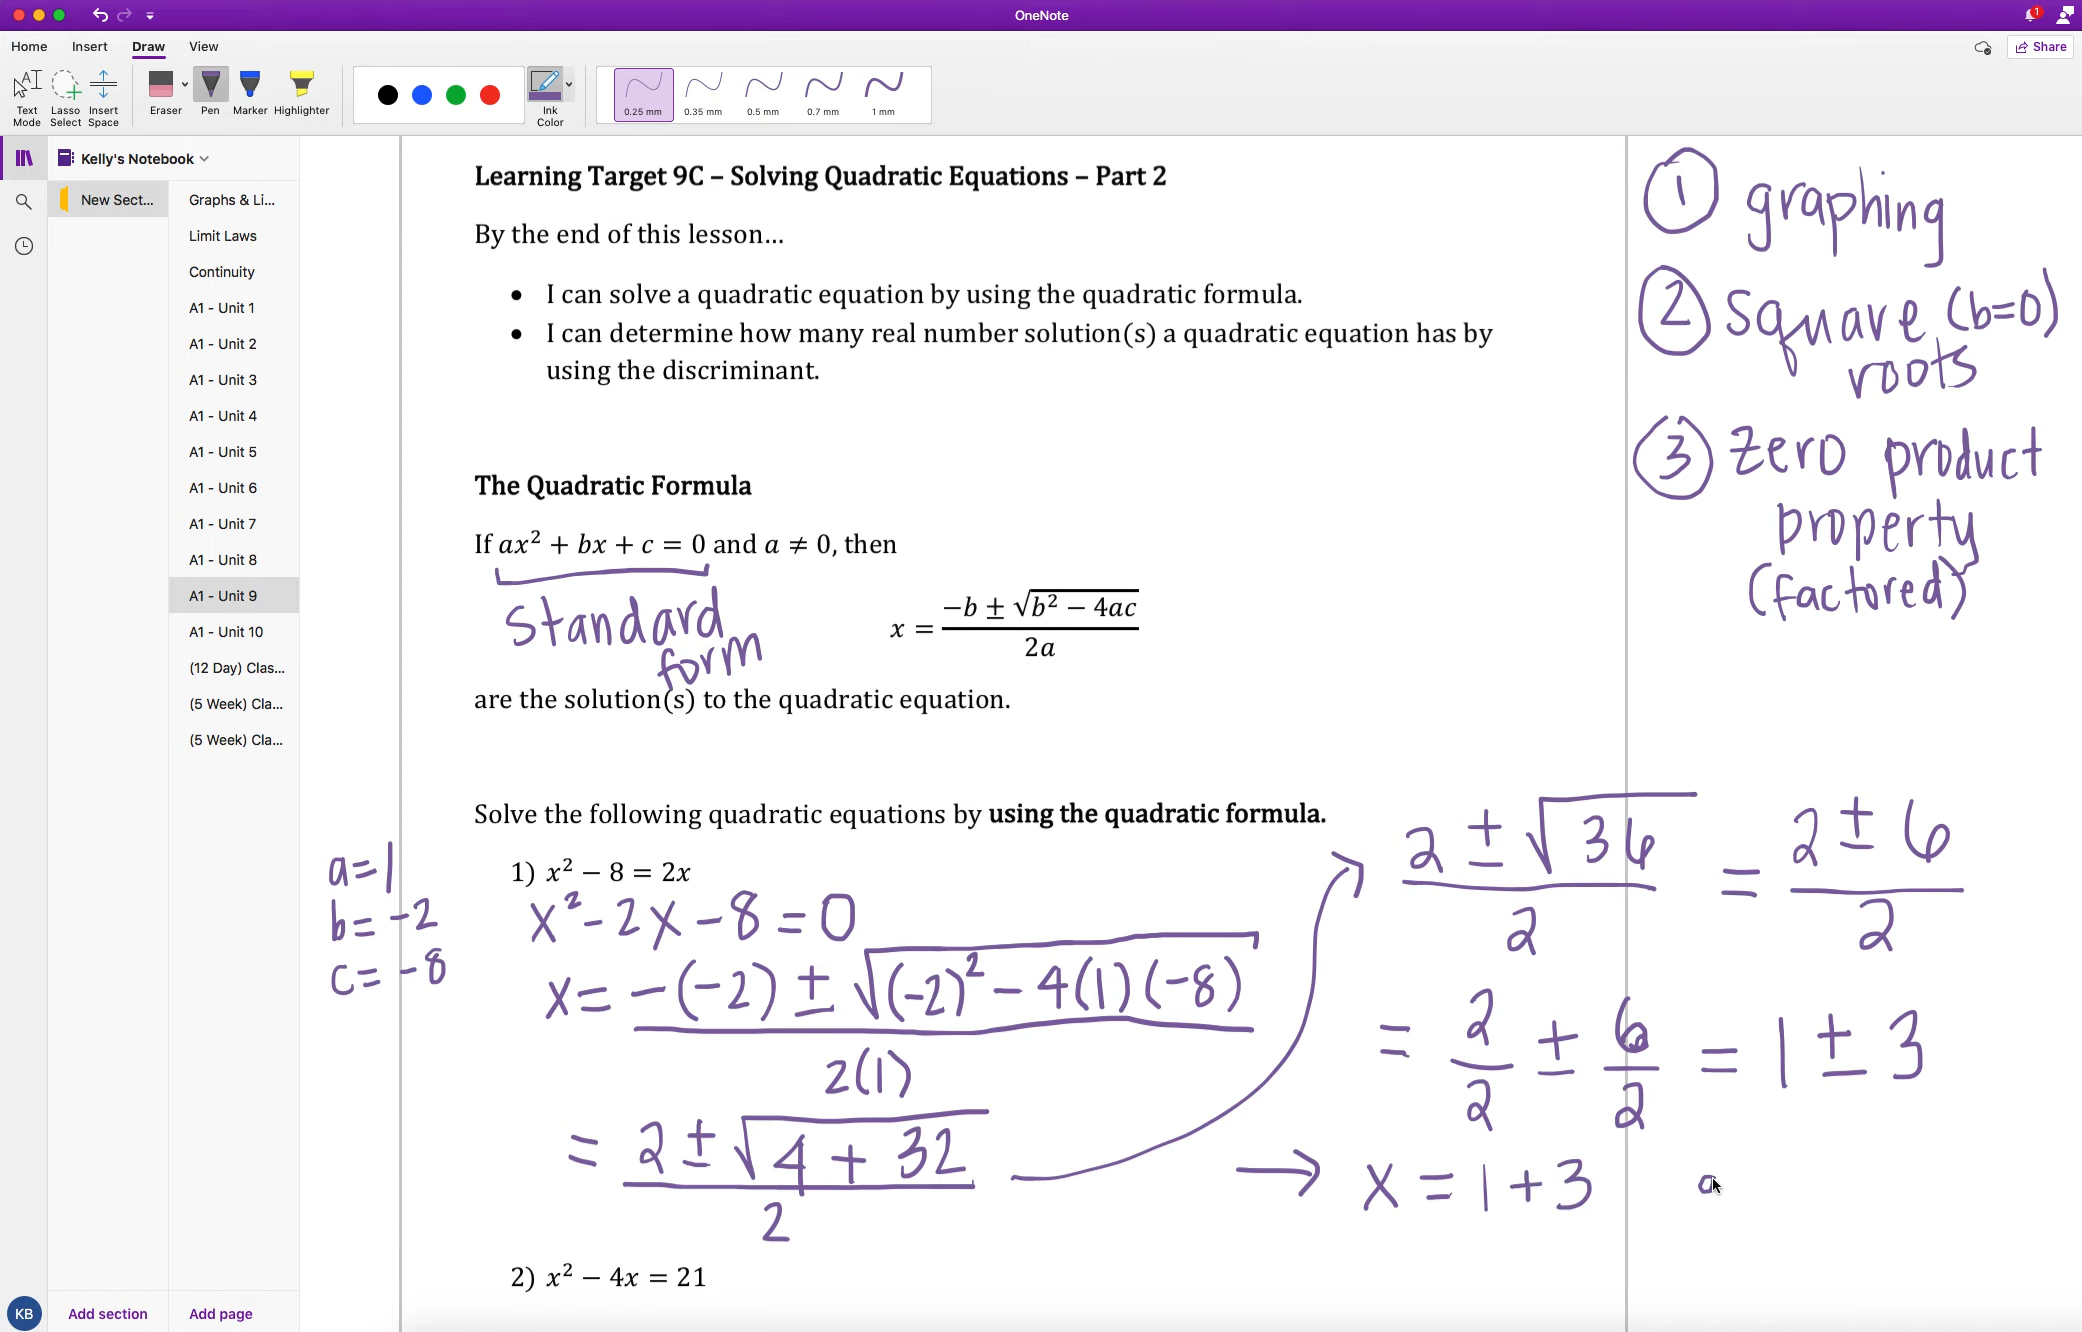 OneNote
1
Home Insert Draw View
Share
Text Mode
Lasso Select
Insert Space
Eraser
Pen
Marker
Highlighter
Ink Color
0.25 mm
0.35 mm
0.5 mm
0.7 mm
1 mm
Kelly's Notebook
New Sect...
Graphs & Li...
Limit Laws
Continuity
A1 - Unit 1
A1 - Unit 2
A1 - Unit 3
A1 - Unit 4
A1 - Unit 5
A1 - Unit 6
A1 - Unit 7
A1 - Unit 8
A1 - Unit 9
A1 - Unit 10
(12 Day) Clas...
(5 Week) Cla...
(5 Week) Cla...
KB
Add section
Add page
Learning Target 9C – Solving Quadratic Equations – Part 2
By the end of this lesson...
• I can solve a quadratic equation by using the quadratic formula.
• I can determine how many real number solution(s) a quadratic equation has by
using the discriminant.
① graphing
② square (b=0)
roots
③ zero product
property
(factored)
The Quadratic Formula
If ax² + bx + c = 0 and a ≠ 0, then
standard
form
x = (−b ± √(b² − 4ac)) / 2a
are the solution(s) to the quadratic equation.
Solve the following quadratic equations by using the quadratic formula.
1) x² − 8 = 2x
a=1
b=-2
c=-8
x²-2x-8=0
x= (-(-2) ± √((-2)²-4(1)(-8))) / 2(1)
= (2 ± √(4+32)) / 2
(2 ± √36) / 2 = (2 ± 6) / 2
= 2/2 ± 6/2 = 1 ± 3
→ x = 1+3
2) x² − 4x = 21